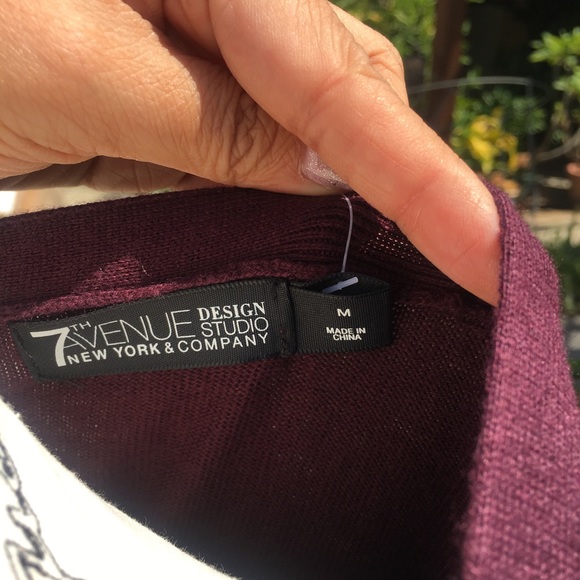 7TH AVENUE DESIGN STUDIO
NEW YORK & COMPANY
M
MADE IN
CHINA